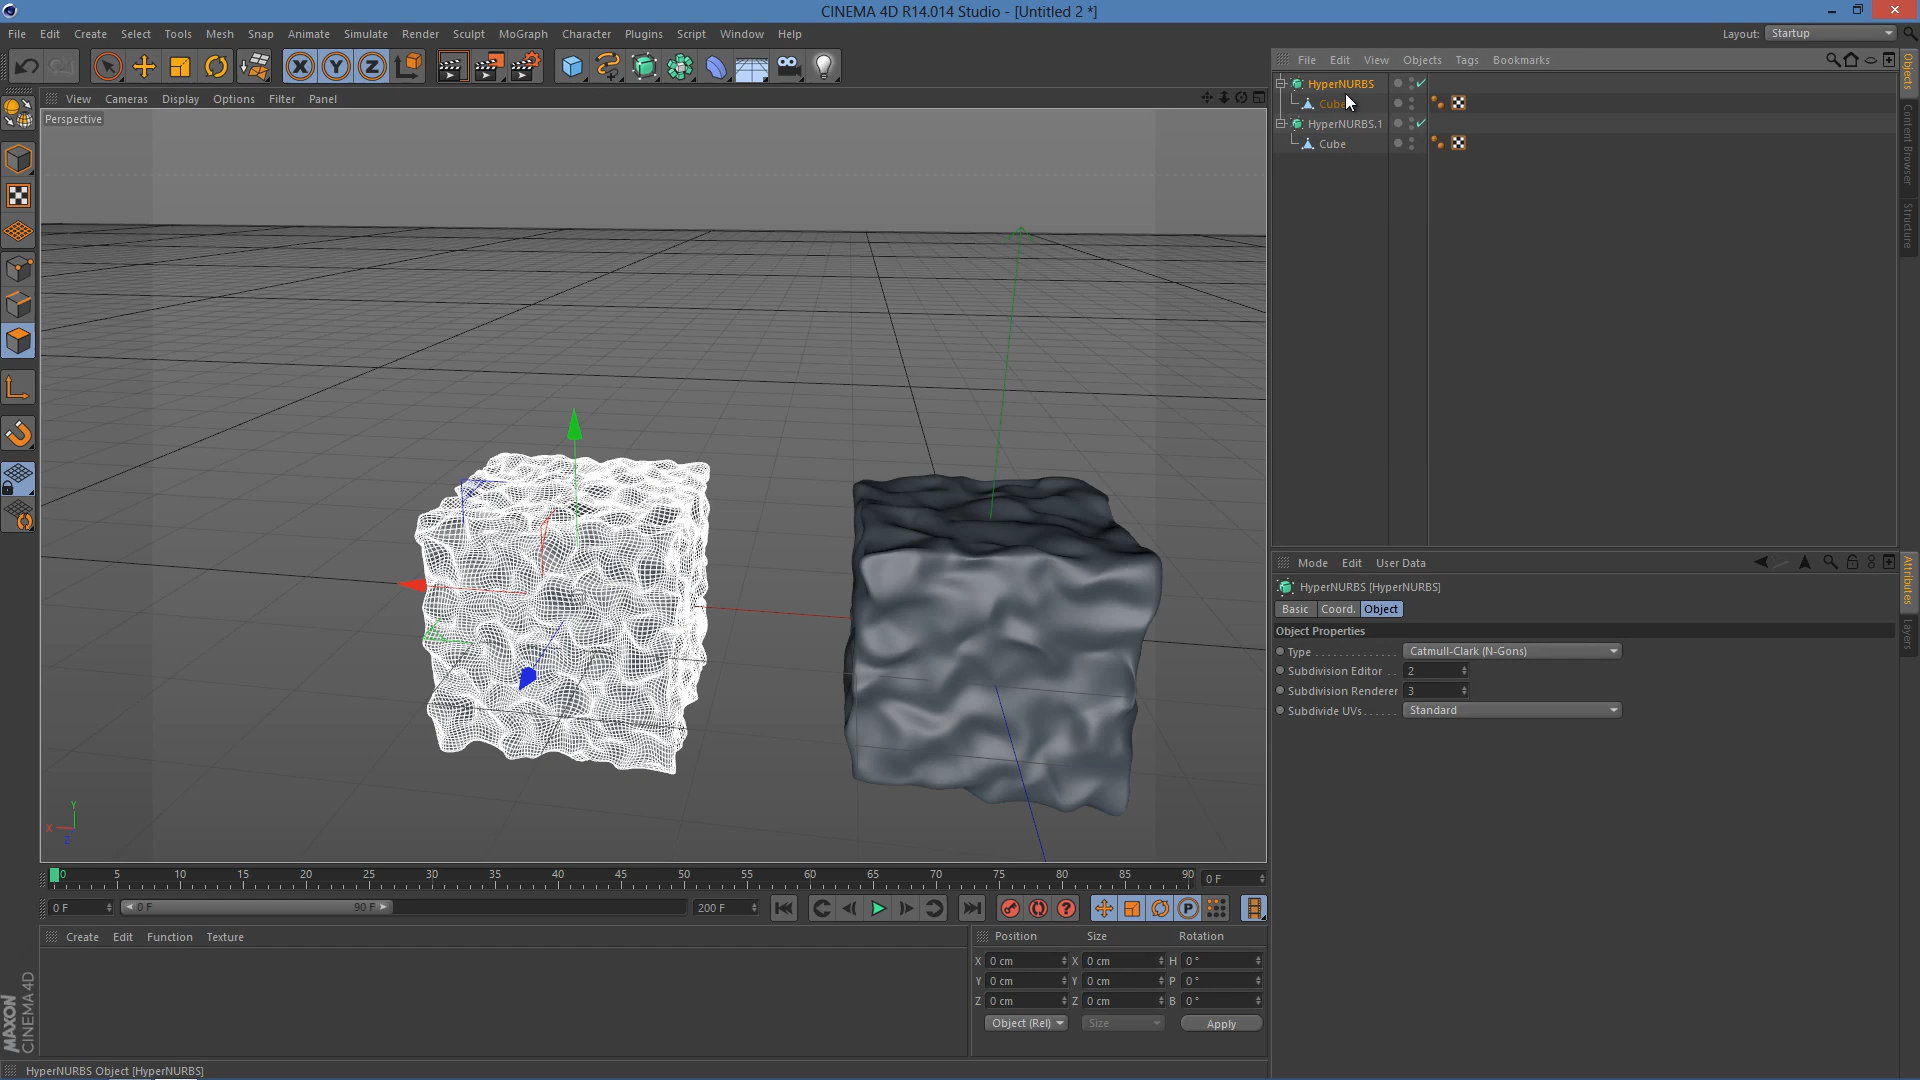 CINEMA 4D R14.014 Studio - [Untitled 2 *]
File Edit Create Select Tools Mesh Snap Animate Simulate Render Sculpt MoGraph Character Plugins Script Window Help
Layout: Startup
View Cameras Display Options Filter Panel
Perspective
File Edit View Objects Tags Bookmarks
HyperNURBS
Cube
HyperNURBS.1
Cube
Objects
Content Browser
Structure
Mode Edit User Data
HyperNURBS [HyperNURBS]
Basic Coord. Object
Object Properties
Type . . . . . . . . . . . . . Catmull-Clark (N-Gons)
Subdivision Editor . . 2
Subdivision Renderer 3
Subdivide UVs. . . . . . Standard
Attributes
Layers
Y
X
Z
0 5 10 15 20 25 30 35 40 45 50 55 60 65 70 75 80 85 90 0 F
0 F 0 F 90 F 200 F
P
Create Edit Function Texture
Position Size Rotation
X 0 cm X 0 cm H 0 °
Y 0 cm Y 0 cm P 0 °
Z 0 cm Z 0 cm B 0 °
Object (Rel) Size Apply
MAXON
CINEMA 4D
HyperNURBS Object [HyperNURBS]